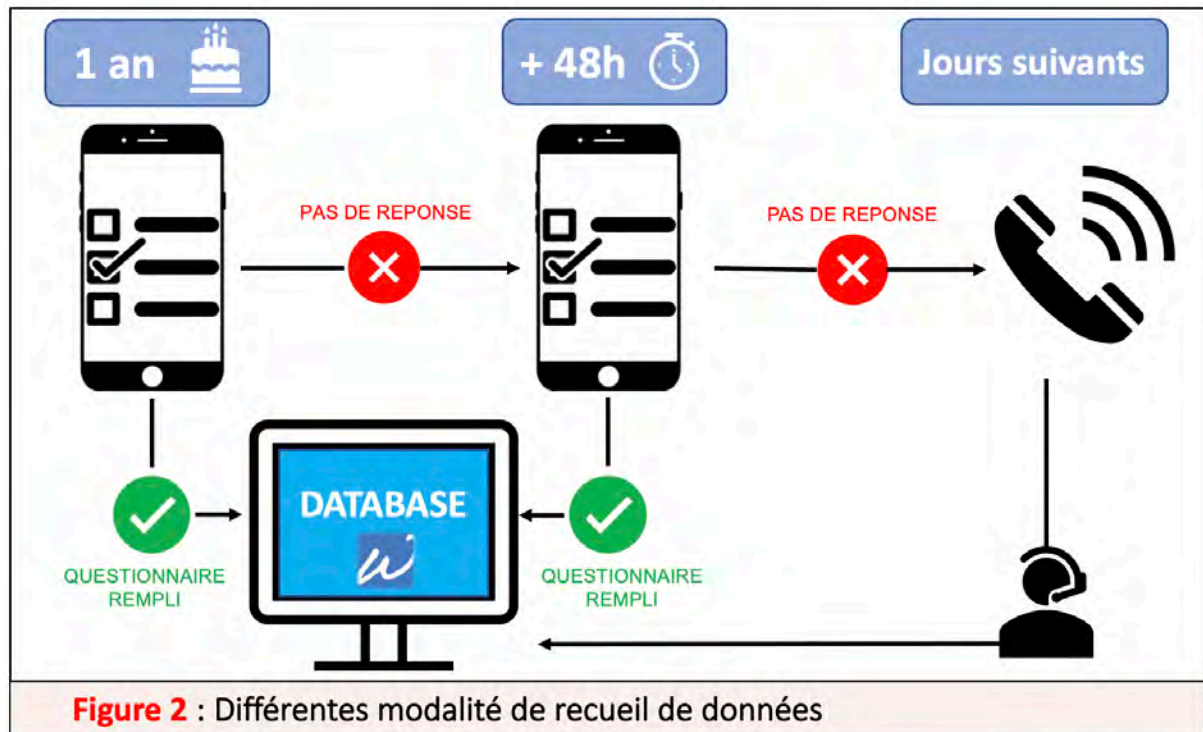 1 an
+ 48h
Jours suivants
PAS DE REPONSE
PAS DE REPONSE
DATABASE
QUESTIONNAIRE
REMPLI
QUESTIONNAIRE
REMPLI
Figure 2 : Différentes modalité de recueil de données